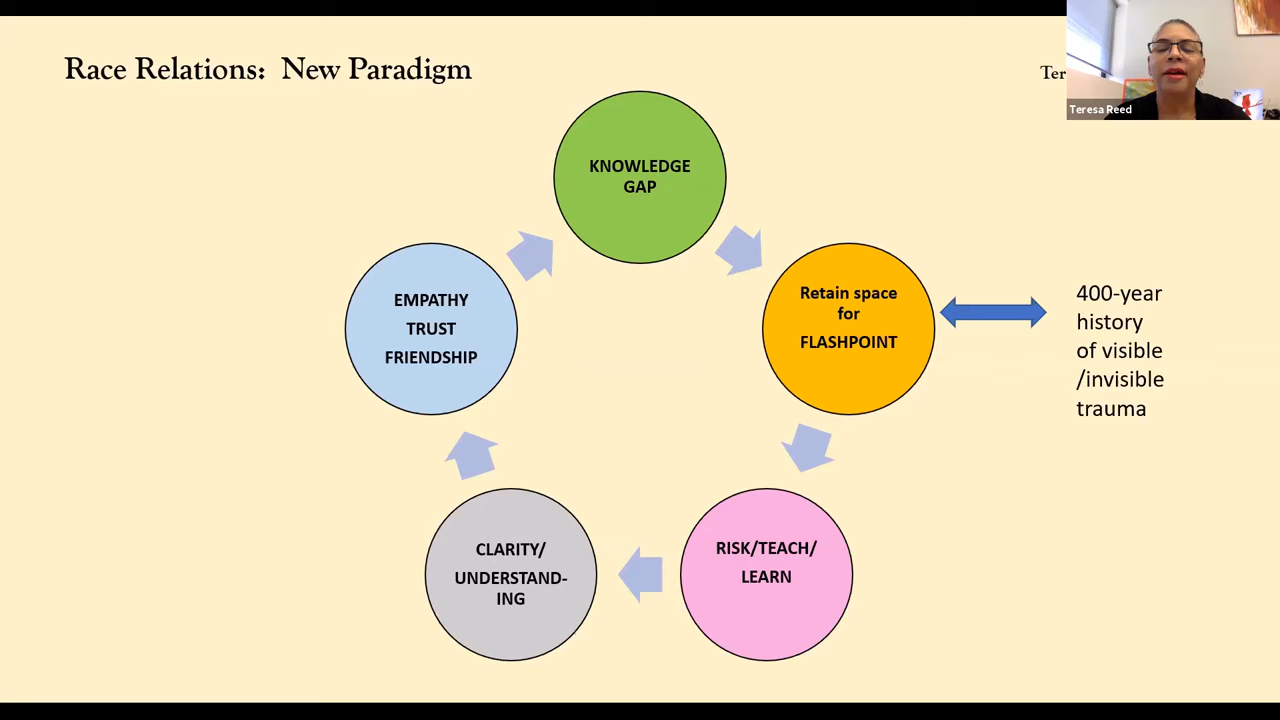 Race Relations:  New Paradigm
Ter
Teresa Reed
KNOWLEDGE
GAP
Retain space
for
FLASHPOINT
400-year
history
of visible
/invisible
trauma
RISK/TEACH/
LEARN
CLARITY/
UNDERSTAND-
ING
EMPATHY
TRUST
FRIENDSHIP